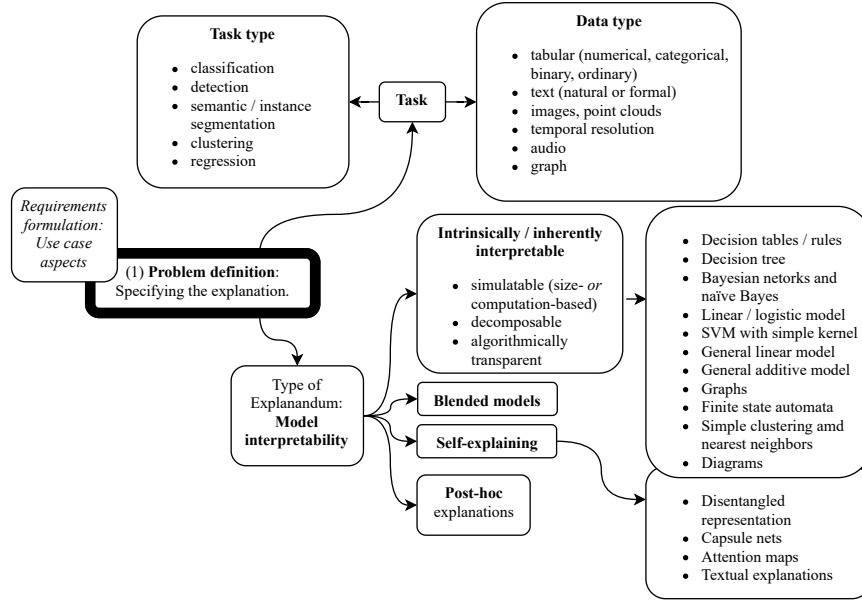 Task type
classification
detection
semantic / instance
segmentation
clustering
regression
Task
Data type
tabular (numerical, categorical,
binary, ordinary)
text (natural or formal)
images, point clouds
temporal resolution
audio
graph
Requirements
formulation:
Use case
aspects
(1) Problem definition:
Specifying the explanation.
Type of
Explanandum:
Model
interpretability
Intrinsically / inherently
interpretable
simulatable (size- or
computation-based)
decomposable
algorithmically
transparent
Blended models
Self-explaining
Post-hoc
explanations
Decision tables / rules
Decision tree
Bayesian netorks and
naïve Bayes
Linear / logistic model
SVM with simple kernel
General linear model
General additive model
Graphs
Finite state automata
Simple clustering amd
nearest neighbors
Diagrams
Disentangled
representation
Capsule nets
Attention maps
Textual explanations